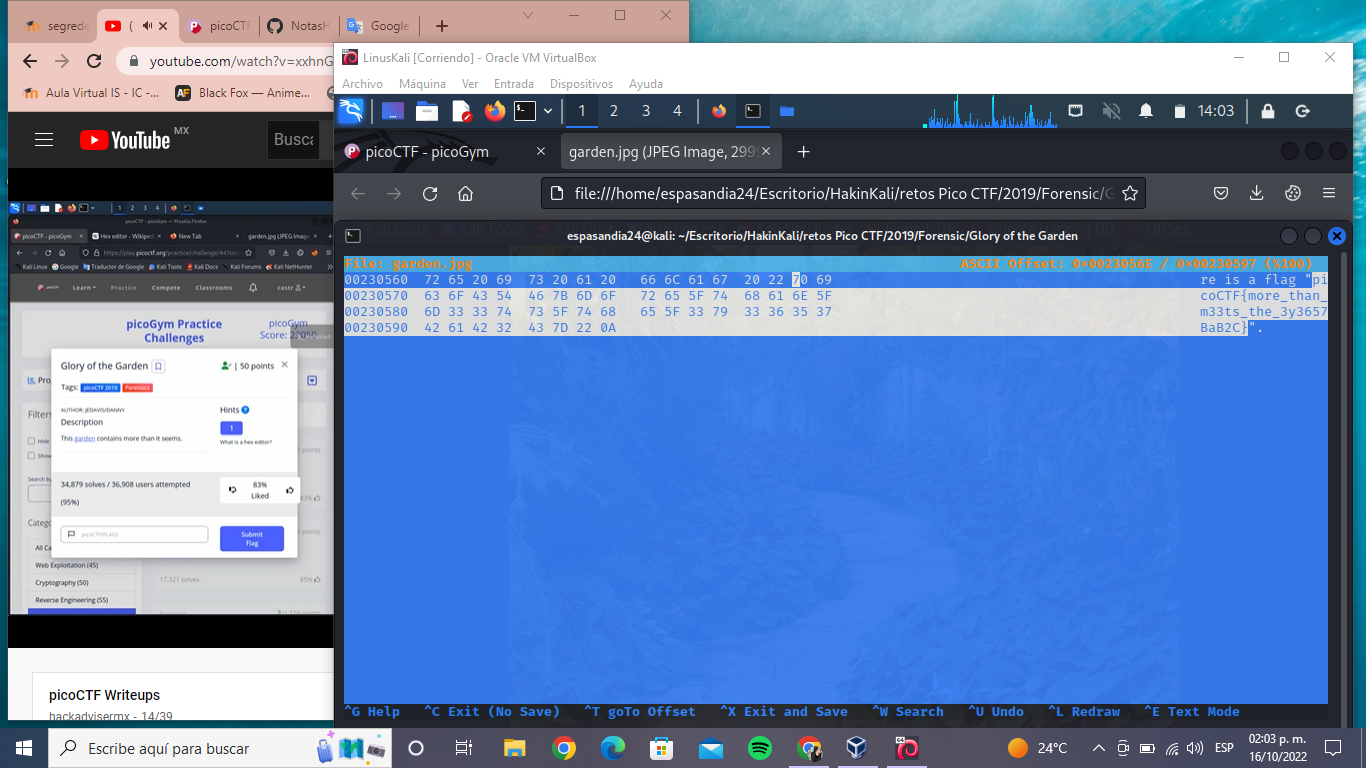 segrede
picoCTF
NotasH
Google
youtube.com/watch?v=xxhnG
Aula Virtual IS - IC -...
Black Fox — Anime...
YouTube MX
Busca
LinusKali [Corriendo] - Oracle VM VirtualBox
Archivo Máquina Ver Entrada Dispositivos Ayuda
1 2 3 4
14:03
picoCTF - picoGym
garden.jpg (JPEG Image, 299
file:///home/espasandia24/Escritorio/HakinKali/retos Pico CTF/2019/Forensic/G
espasandia24@kali: ~/Escritorio/HakinKali/retos Pico CTF/2019/Forensic/Glory of the Garden
File: garden.jpg ASCII Offset: 0x0023056E / 0x00230597 (%100)
00230560 72 65 20 69 73 20 61 20 66 6C 61 67 20 22 70 69 re is a flag "pi
00230570 63 6F 43 54 46 7B 6D 6F 72 65 5F 74 68 61 6E 5F coCTF{more_than_
00230580 6D 33 33 74 73 5F 74 68 65 5F 33 79 33 36 35 37 m33ts_the_3y3657
00230590 42 61 42 32 43 7D 22 0A BaB2C}".
^G Help ^C Exit (No Save) ^T goTo Offset ^X Exit and Save ^W Search ^U Undo ^L Redraw ^E Text Mode
picoCTF - picoGym — Mozilla Firefox
picoCTF - picoGym
Hex editor - Wikiped
New Tab
garden.jpg (JPEG Image,
https://play.picoctf.org/practice/challenge/44?cat
Kali Linux Google Traductor de Google Kali Tools Kali Docs Kali Forums Kali NetHunter
Learn Practice Compete Classrooms
picoGym Practice
Challenges
picoGym
Score:
Glory of the Garden
| 50 points
Tags: picoCTF 2019 Forensics
AUTHOR: JEDAVIS/DANNY
Description
This garden contains more than it seems.
Hints
1
What is a hex editor?
34,879 solves / 36,908 users attempted
(95%)
83%
Liked
picoCTF{FLAG}
Submit
Flag
Filters
Hide
Show
Search by
Web Exploitation (45)
Cryptography (50)
Reverse Engineering (55)
17,321 solves
85%
picoCTF Writeups
hackadvisermx - 14/39
Escribe aquí para buscar
24°C
ESP
02:03 p. m.
16/10/2022